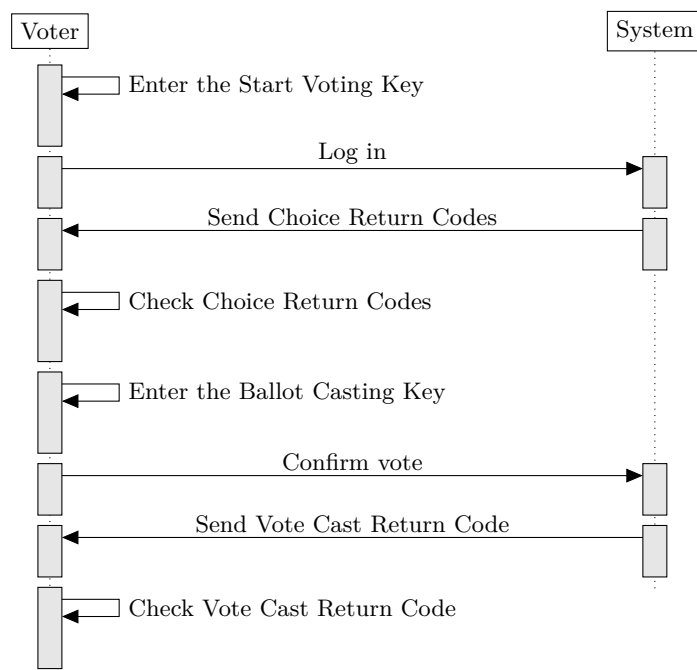 Voter
System
Enter the Start Voting Key
Log in
Send Choice Return Codes
Check Choice Return Codes
Enter the Ballot Casting Key
Confirm vote
Send Vote Cast Return Code
Check Vote Cast Return Code